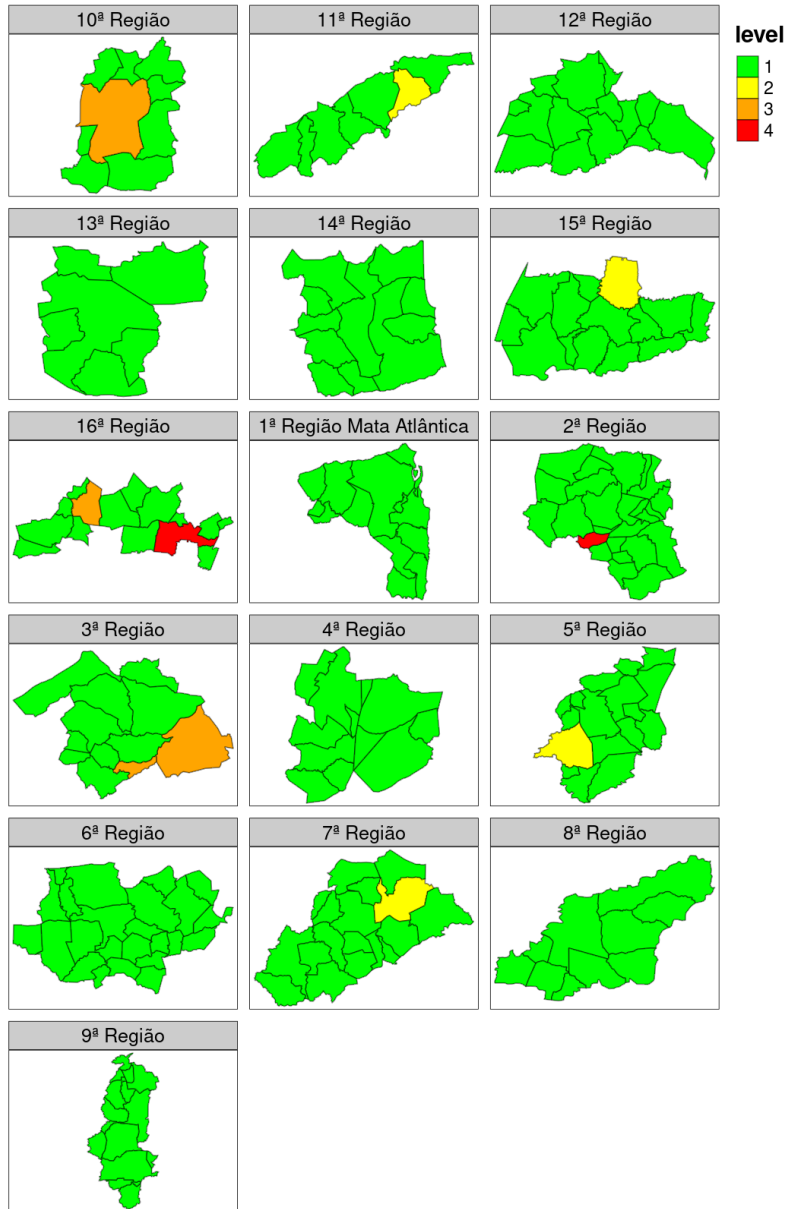 10ª Região
11ª Região
12ª Região
level
1
2
3
4
13ª Região
14ª Região
15ª Região
16ª Região
1ª Região Mata Atlântica
2ª Região
3ª Região
4ª Região
5ª Região
6ª Região
7ª Região
8ª Região
9ª Região